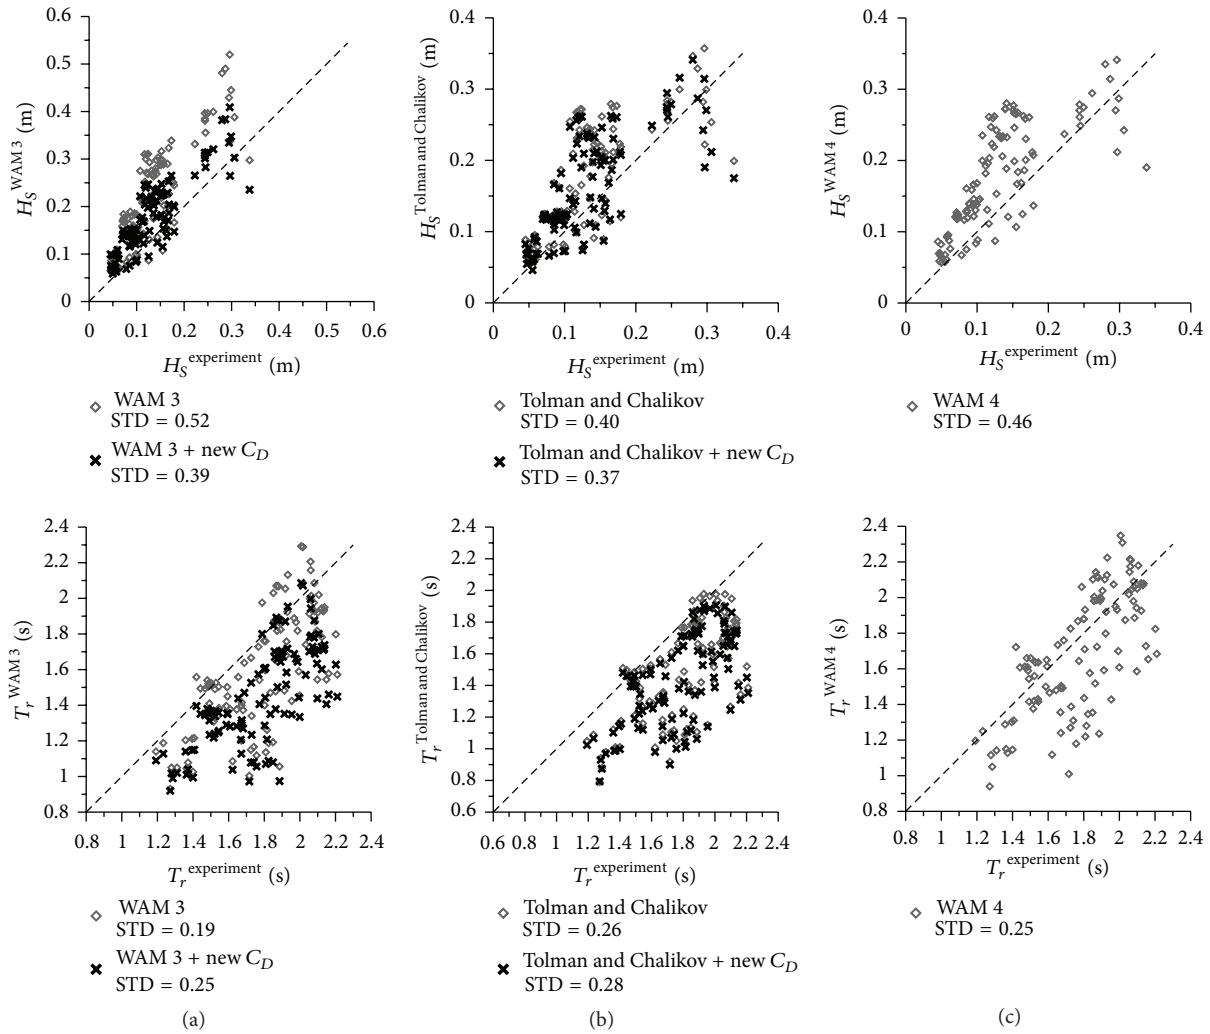 0.6
0.5
0.4
0.3
0.2
0.1
0
0 0.1 0.2 0.3 0.4 0.5 0.6
H_S^WAM 3 (m)
H_S^experiment (m)
WAM 3
STD = 0.52
WAM 3 + new C_D
STD = 0.39
0.4
0.3
0.2
0.1
0
0 0.1 0.2 0.3 0.4
H_S^Tolman and Chalikov (m)
H_S^experiment (m)
Tolman and Chalikov
STD = 0.40
Tolman and Chalikov + new C_D
STD = 0.37
0.4
0.3
0.2
0.1
0
0 0.1 0.2 0.3 0.4
H_S^WAM 4 (m)
H_S^experiment (m)
WAM 4
STD = 0.46
2.4
2.2
2
1.8
1.6
1.4
1.2
1
0.8
0.8 1 1.2 1.4 1.6 1.8 2 2.2 2.4
T_r^WAM 3 (s)
T_r^experiment (s)
WAM 3
STD = 0.19
WAM 3 + new C_D
STD = 0.25
(a)
2.4
2.2
2
1.8
1.6
1.4
1.2
1
0.8
0.6
0.6 0.8 1 1.2 1.4 1.6 1.8 2 2.2 2.4
T_r^Tolman and Chalikov (s)
T_r^experiment (s)
Tolman and Chalikov
STD = 0.26
Tolman and Chalikov + new C_D
STD = 0.28
(b)
2.4
2.2
2
1.8
1.6
1.4
1.2
1
0.8
0.8 1 1.2 1.4 1.6 1.8 2 2.2 2.4
T_r^WAM 4 (s)
T_r^experiment (s)
WAM 4
STD = 0.25
(c)